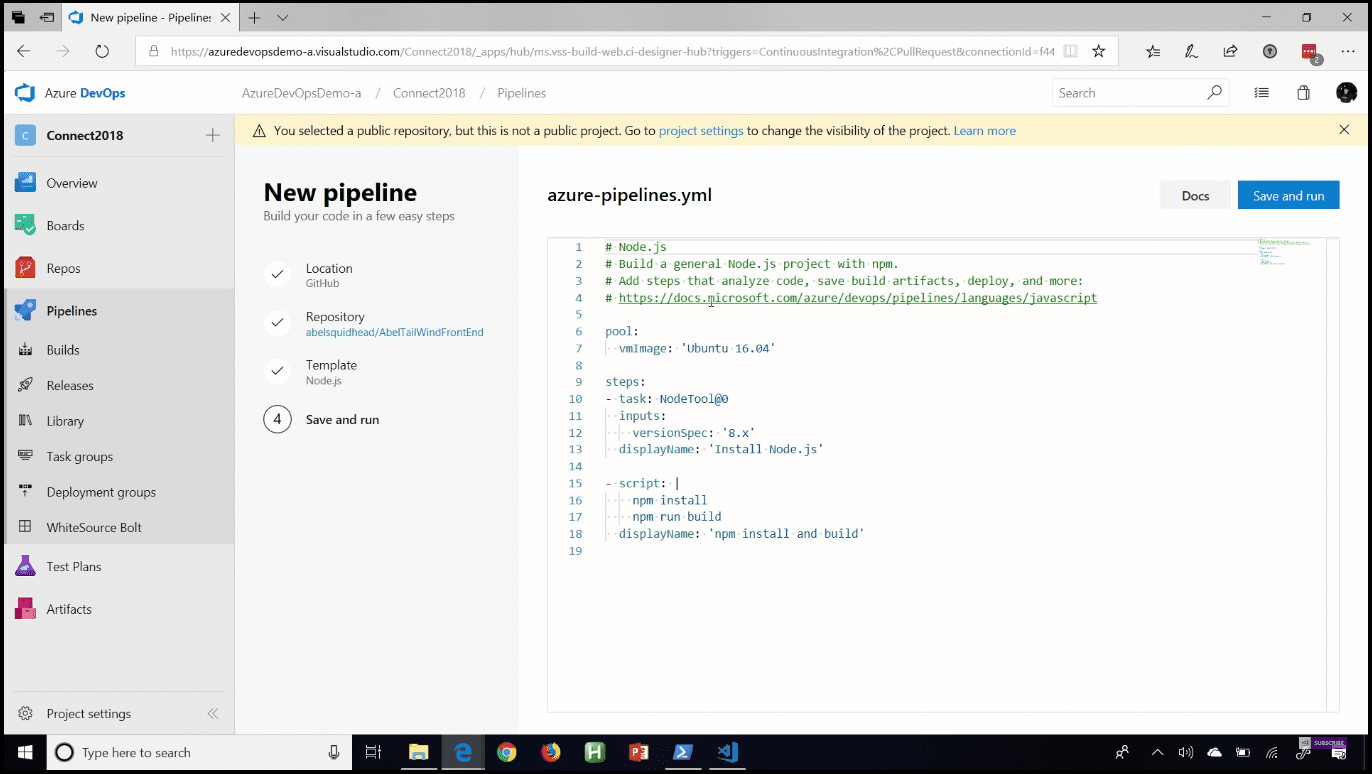 New pipeline - Pipelines
https://azuredevopsdemo-a.visualstudio.com/Connect2018/_apps/hub/ms.vss-build-web.ci-designer-hub?triggers=ContinuousIntegration%2CPullRequest&connectionId=f44
2
Azure DevOps
AzureDevOpsDemo-a / Connect2018 / Pipelines
Search
C Connect2018
You selected a public repository, but this is not a public project. Go to project settings to change the visibility of the project. Learn more
Overview
Boards
Repos
Pipelines
Builds
Releases
Library
Task groups
Deployment groups
WhiteSource Bolt
Test Plans
Artifacts
Project settings
New pipeline
Build your code in a few easy steps
Location
GitHub
Repository
abelsquidhead/AbelTailWindFrontEnd
Template
Node.js
4 Save and run
azure-pipelines.yml
Docs
Save and run
1 # Node.js
2 # Build a general Node.js project with npm.
3 # Add steps that analyze code, save build artifacts, deploy, and more:
4 # https://docs.microsoft.com/azure/devops/pipelines/languages/javascript
5
6 pool:
7 vmImage: 'Ubuntu 16.04'
8
9 steps:
10 - task: NodeTool@0
11 inputs:
12 versionSpec: '8.x'
13 displayName: 'Install Node.js'
14
15 - script: |
16 npm install
17 npm run build
18 displayName: 'npm install and build'
19
Type here to search
SUBSCRIBE